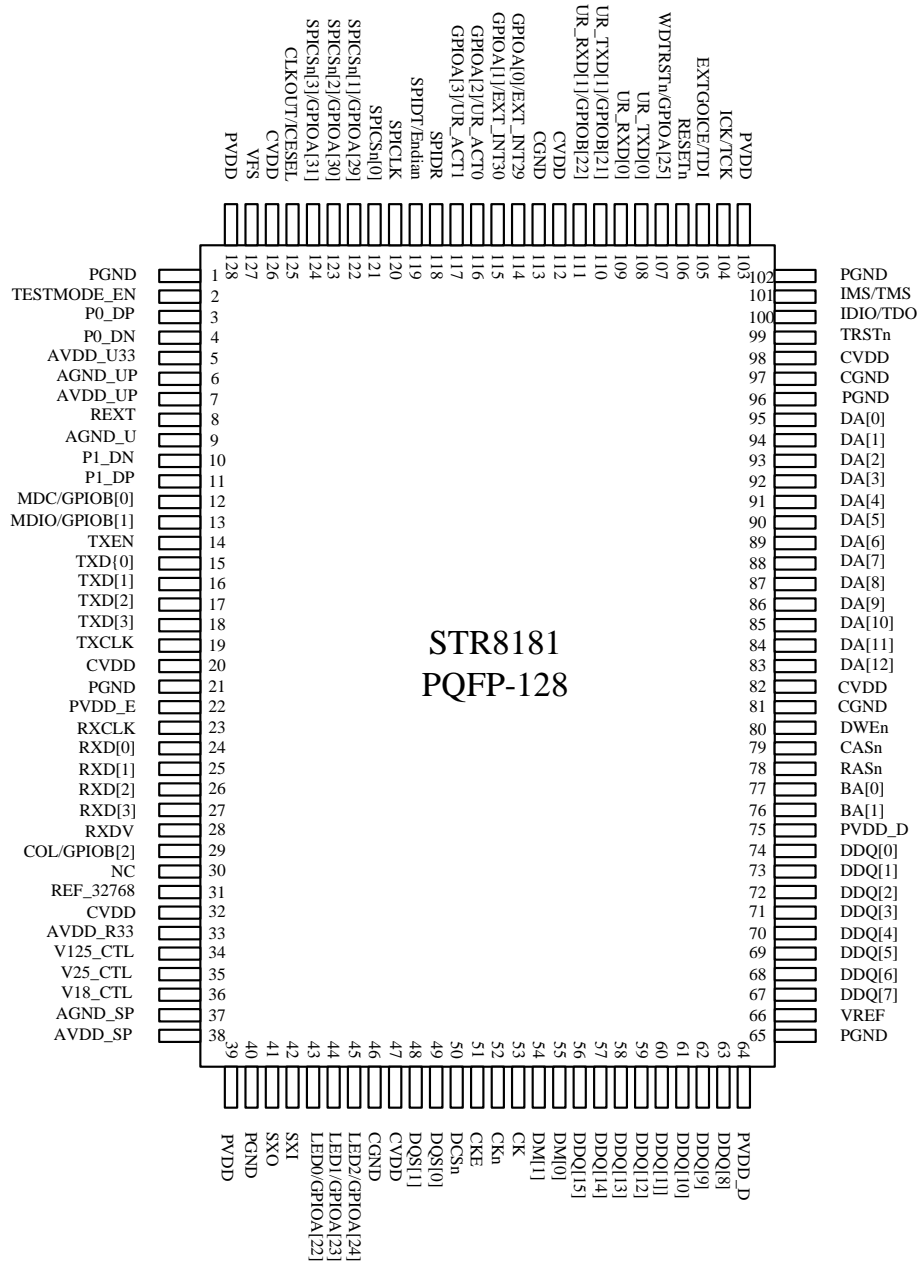 PVDD
VFS
CVDD
CLKOUT/ICESEL
SPICSn[3]/GPIOA[31]
SPICSn[2]/GPIOA[30]
SPICSn[1]/GPIOA[29]
SPICSn[0]
SPICLK
SPIDT/Endian
SPIDR
GPIOA[3]/UR_ACT1
GPIOA[2]/UR_ACT0
GPIOA[1]/EXT_INT30
GPIOA[0]/EXT_INT29
CGND
CVDD
UR_RXD[1]/GPIOB[22]
UR_TXD[1]/GPIOB[21]
UR_RXD[0]
UR_TXD[0]
WDTRSTn/GPIOA[25]
RESETn
EXTGOICE/TDI
ICK/TCK
PVDD
128
127
126
125
124
123
122
121
120
119
118
117
116
115
114
113
112
111
110
109
108
107
106
105
104
103
PGND 1
TESTMODE_EN 2
P0_DP 3
P0_DN 4
AVDD_U33 5
AGND_UP 6
AVDD_UP 7
REXT 8
AGND_U 9
P1_DN 10
P1_DP 11
MDC/GPIOB[0] 12
MDIO/GPIOB[1] 13
TXEN 14
TXD{0] 15
TXD[1] 16
TXD[2] 17
TXD[3] 18
TXCLK 19
CVDD 20
PGND 21
PVDD_E 22
RXCLK 23
RXD[0] 24
RXD[1] 25
RXD[2] 26
RXD[3] 27
RXDV 28
COL/GPIOB[2] 29
NC 30
REF_32768 31
CVDD 32
AVDD_R33 33
V125_CTL 34
V25_CTL 35
V18_CTL 36
AGND_SP 37
AVDD_SP 38
STR8181
PQFP-128
102 PGND
101 IMS/TMS
100 IDIO/TDO
99 TRSTn
98 CVDD
97 CGND
96 PGND
95 DA[0]
94 DA[1]
93 DA[2]
92 DA[3]
91 DA[4]
90 DA[5]
89 DA[6]
88 DA[7]
87 DA[8]
86 DA[9]
85 DA[10]
84 DA[11]
83 DA[12]
82 CVDD
81 CGND
80 DWEn
79 CASn
78 RASn
77 BA[0]
76 BA[1]
75 PVDD_D
74 DDQ[0]
73 DDQ[1]
72 DDQ[2]
71 DDQ[3]
70 DDQ[4]
69 DDQ[5]
68 DDQ[6]
67 DDQ[7]
66 VREF
65 PGND
39
40
41
42
43
44
45
46
47
48
49
50
51
52
53
54
55
56
57
58
59
60
61
62
63
64
PVDD
PGND
SXO
SXI
LED0/GPIOA[22]
LED1/GPIOA[23]
LED2/GPIOA[24]
CGND
CVDD
DQS[1]
DQS[0]
DCSn
CKE
CKn
CK
DM[1]
DM[0]
DDQ[15]
DDQ[14]
DDQ[13]
DDQ[12]
DDQ[1]]
DDQ[10]
DDQ[9]
DDQ[8]
PVDD_D